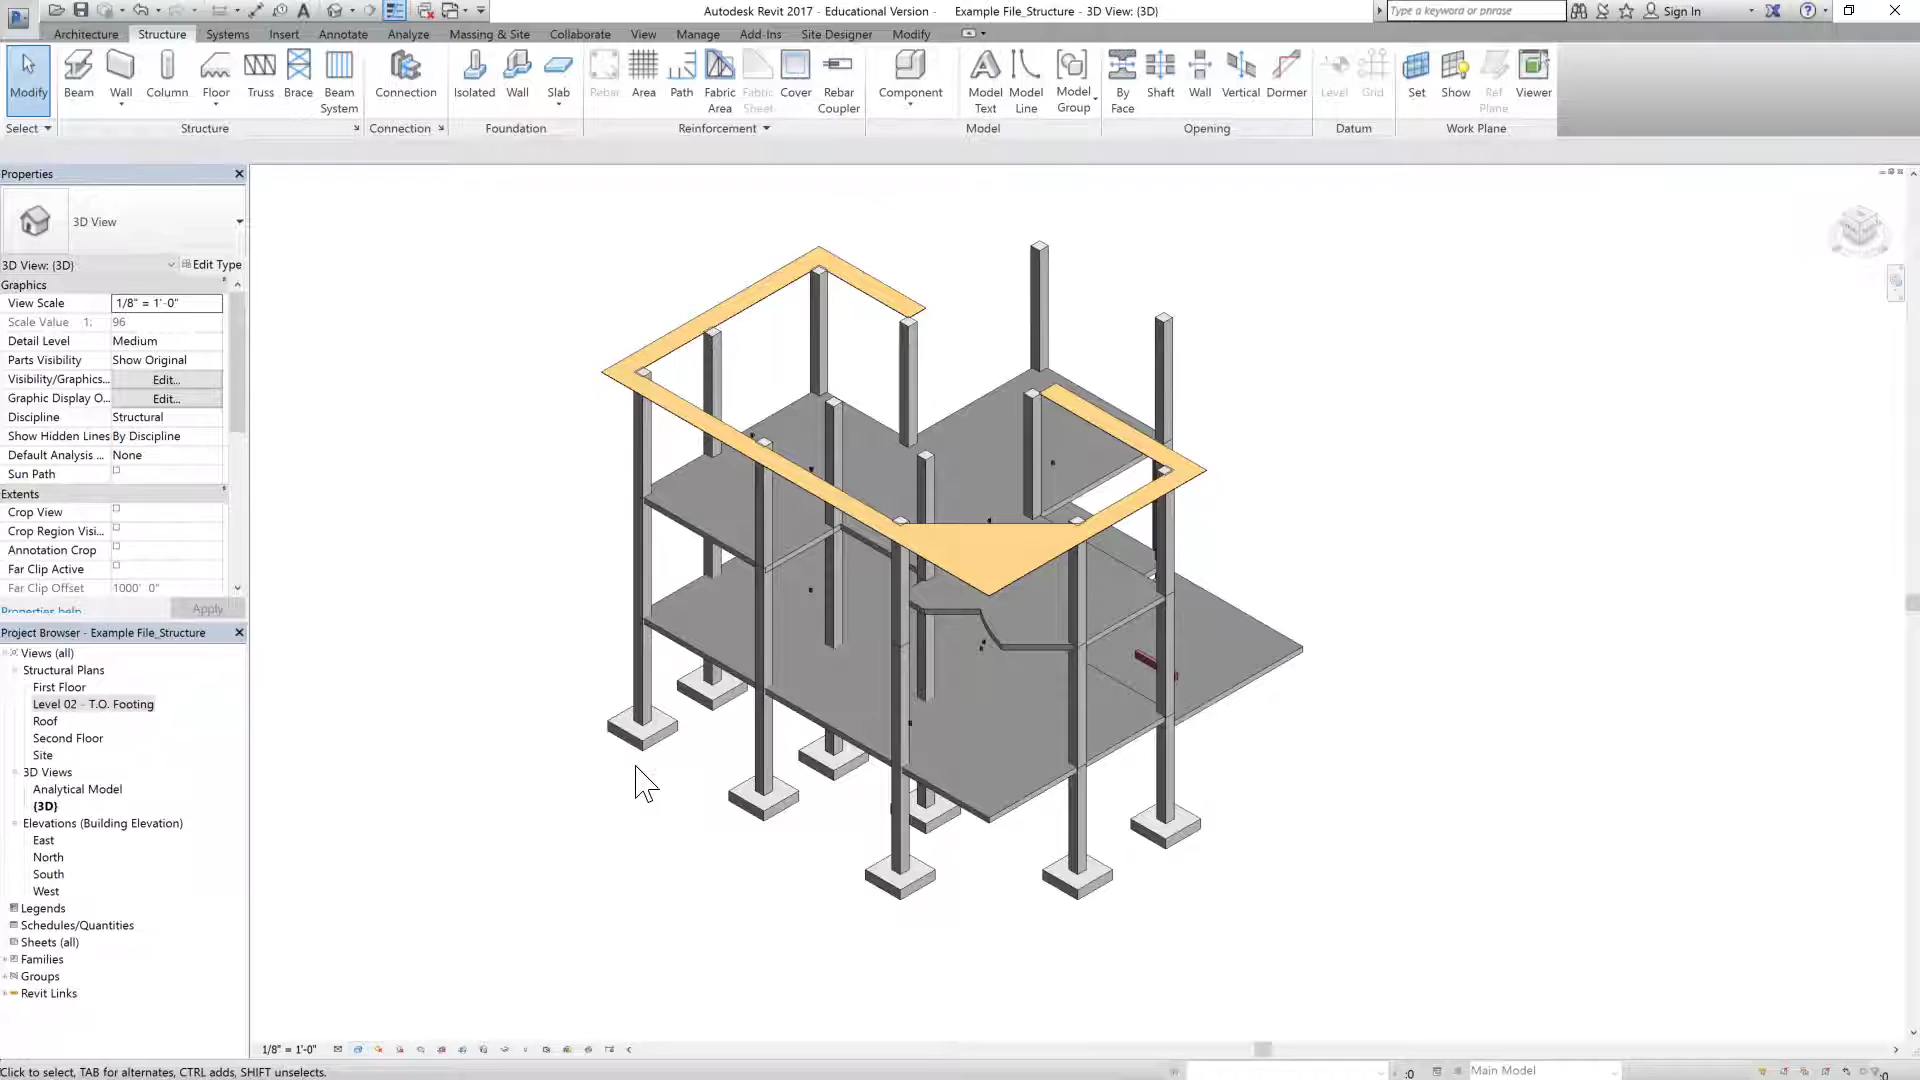 Autodesk Revit 2017 - Educational Version - Example File_Structure - 3D View: {3D}
Type a keyword or phrase
Sign In
Architecture Structure Systems Insert Annotate Analyze Massing & Site Collaborate View Manage Add-Ins Site Designer Modify
Modify Beam Wall Column Floor Truss Brace Beam System Connection Isolated Wall Slab Rebar Area Path Fabric Area Fabric Sheet Cover Rebar Coupler Component Model Text Model Line Model Group By Face Shaft Wall Vertical Dormer Level Grid Set Show Ref Plane Viewer
Select Structure Connection Foundation Reinforcement Model Opening Datum Work Plane
Properties
3D View
3D View: {3D} Edit Type
Graphics
View Scale 1/8" = 1'-0"
Scale Value 1: 96
Detail Level Medium
Parts Visibility Show Original
Visibility/Graphics... Edit...
Graphic Display O... Edit...
Discipline Structural
Show Hidden Lines By Discipline
Default Analysis ... None
Sun Path
Extents
Crop View
Crop Region Visi...
Annotation Crop
Far Clip Active
Far Clip Offset 1000' 0"
Properties help Apply
Project Browser - Example File_Structure
Views (all)
Structural Plans
First Floor
Level 02 - T.O. Footing
Roof
Second Floor
Site
3D Views
Analytical Model
{3D}
Elevations (Building Elevation)
East
North
South
West
Legends
Schedules/Quantities
Sheets (all)
Families
Groups
Revit Links
1/8" = 1'-0"
Click to select, TAB for alternates, CTRL adds, SHIFT unselects.
:0 Main Model :0